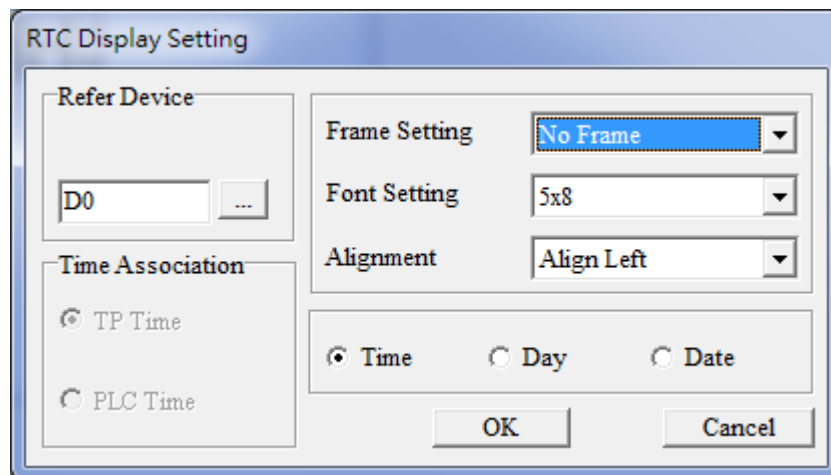 RTC Display Setting
Refer Device
D0
...
Time Association
TP Time
PLC Time
Frame Setting
No Frame
Font Setting
5x8
Alignment
Align Left
Time
Day
Date
OK
Cancel